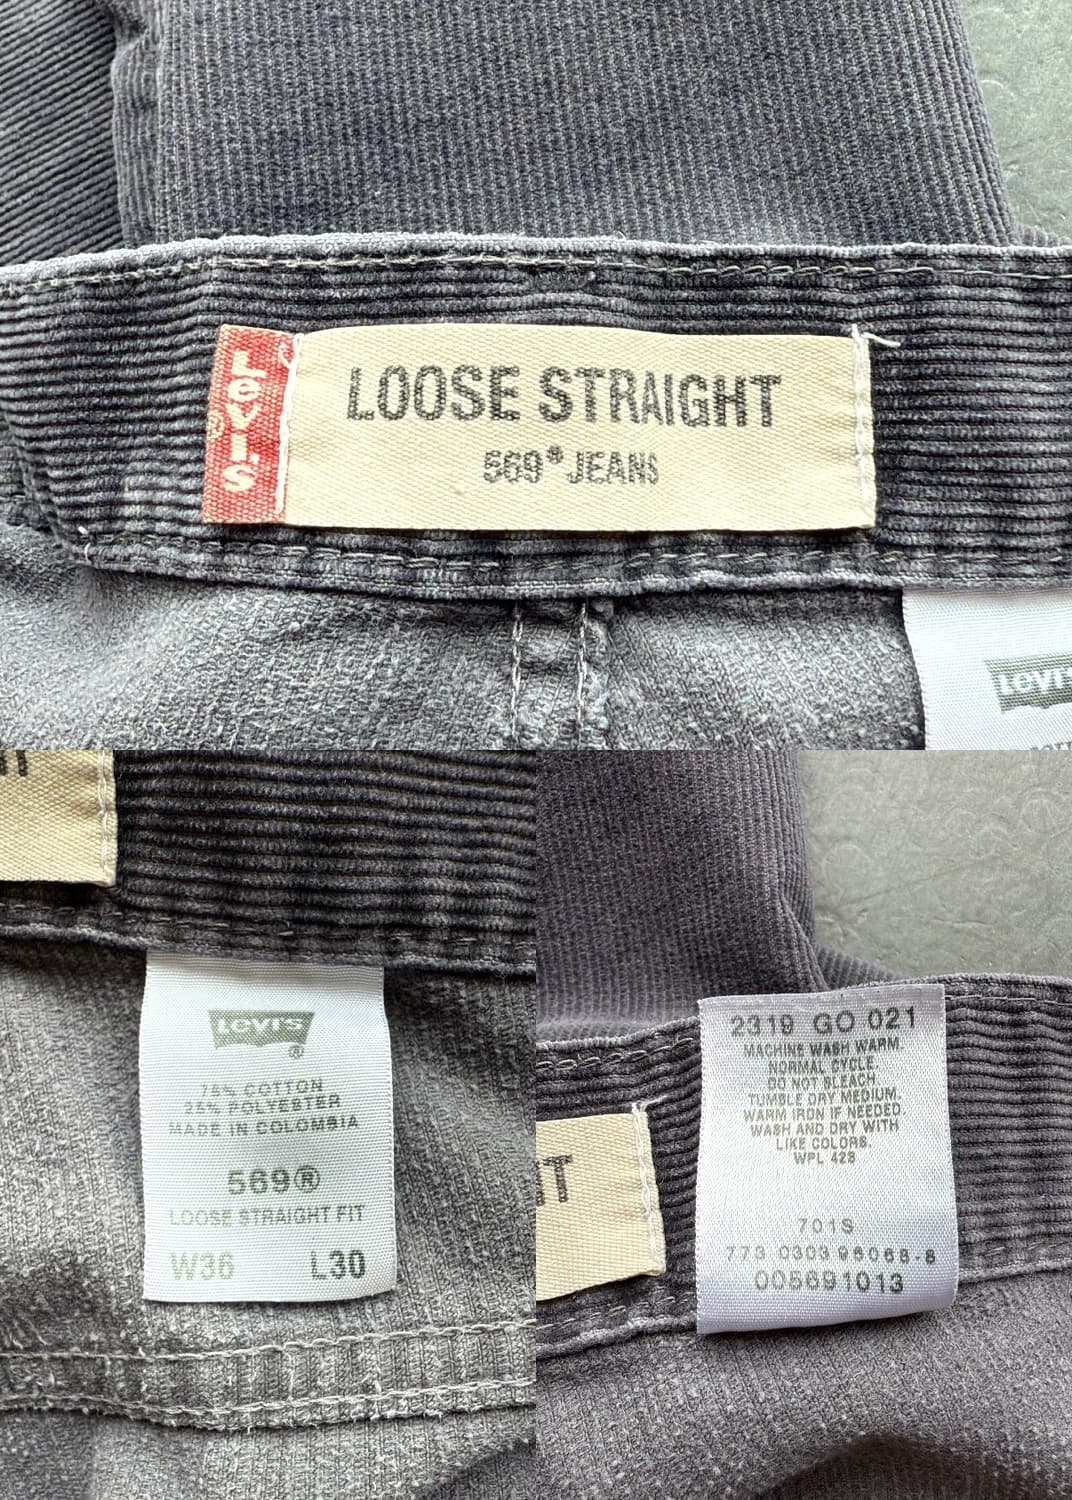 Levi's
®
LOOSE STRAIGHT
569® JEANS
Levi's
Levi's
®
75% COTTON
25% POLYESTER
MADE IN COLOMBIA
569®
LOOSE STRAIGHT FIT
W36 L30
HT
2319 GO 021
MACHINE WASH WARM.
NORMAL CYCLE.
DO NOT BLEACH.
TUMBLE DRY MEDIUM.
WARM IRON IF NEEDED.
WASH AND DRY WITH
LIKE COLORS.
WPL 423
701S
773 0303 96068-8
005691013